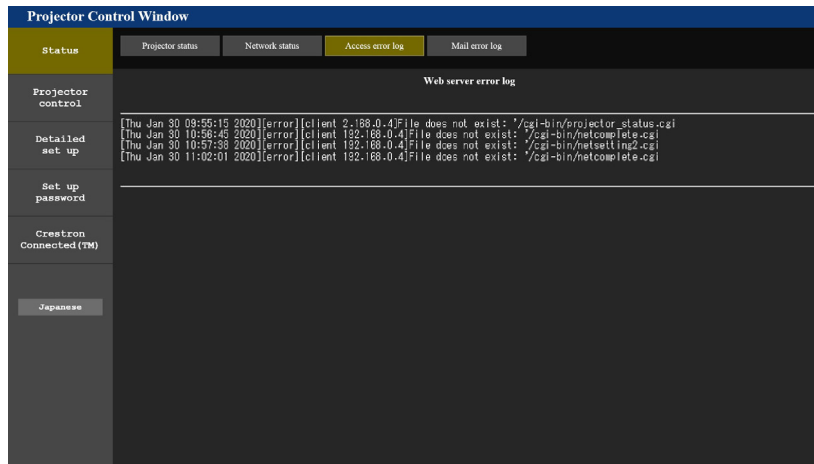 Projector Control Window
Status
Projector status
Network status
Access error log
Mail error log
Projector
control
Detailed
set up
Set up
password
Crestron
Connected(TM)
Japanese
Web server error log
[Thu Jan 30 09:55:15 2020][error][client 2.168.0.4]File does not exist: '/cgi-bin/projector_status.cgi
[Thu Jan 30 10:56:45 2020][error][client 192.168.0.4]File does not exist: '/cgi-bin/netcomplete.cgi
[Thu Jan 30 10:57:38 2020][error][client 192.168.0.4]File does not exist: '/cgi-bin/netsetting2.cgi
[Thu Jan 30 11:02:01 2020][error][client 192.168.0.4]File does not exist: '/cgi-bin/netcomplete.cgi